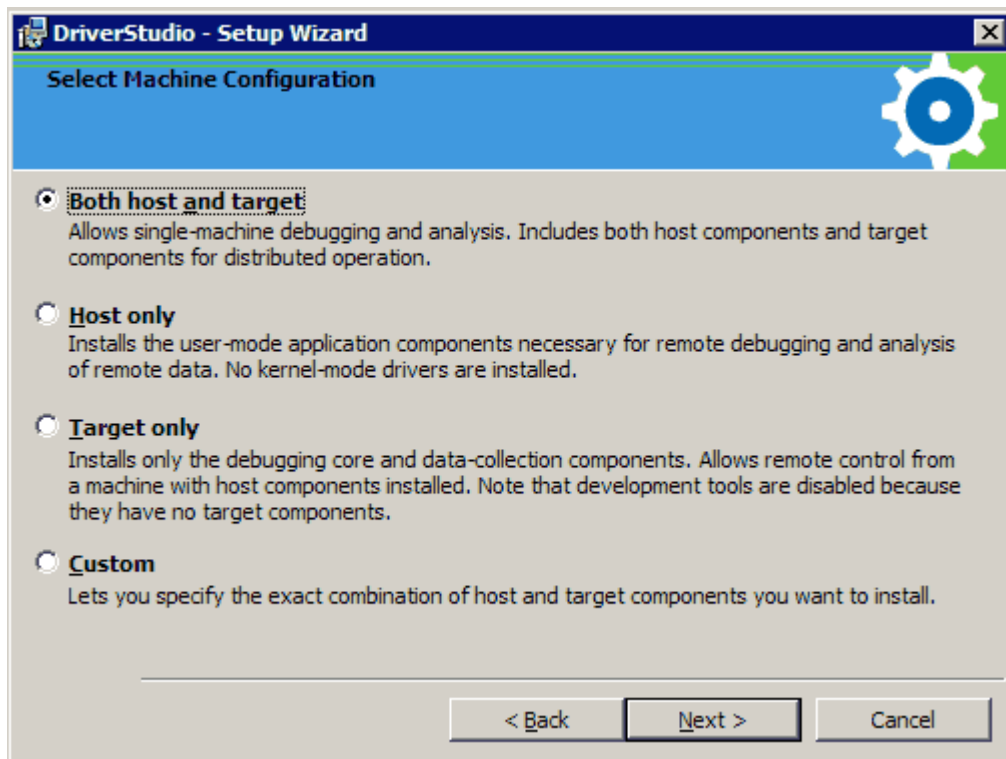 DriverStudio - Setup Wizard
Select Machine Configuration
Both host and target
Allows single-machine debugging and analysis. Includes both host components and target
components for distributed operation.
Host only
Installs the user-mode application components necessary for remote debugging and analysis
of remote data. No kernel-mode drivers are installed.
Target only
Installs only the debugging core and data-collection components. Allows remote control from
a machine with host components installed. Note that development tools are disabled because
they have no target components.
Custom
Lets you specify the exact combination of host and target components you want to install.
< Back Next > Cancel